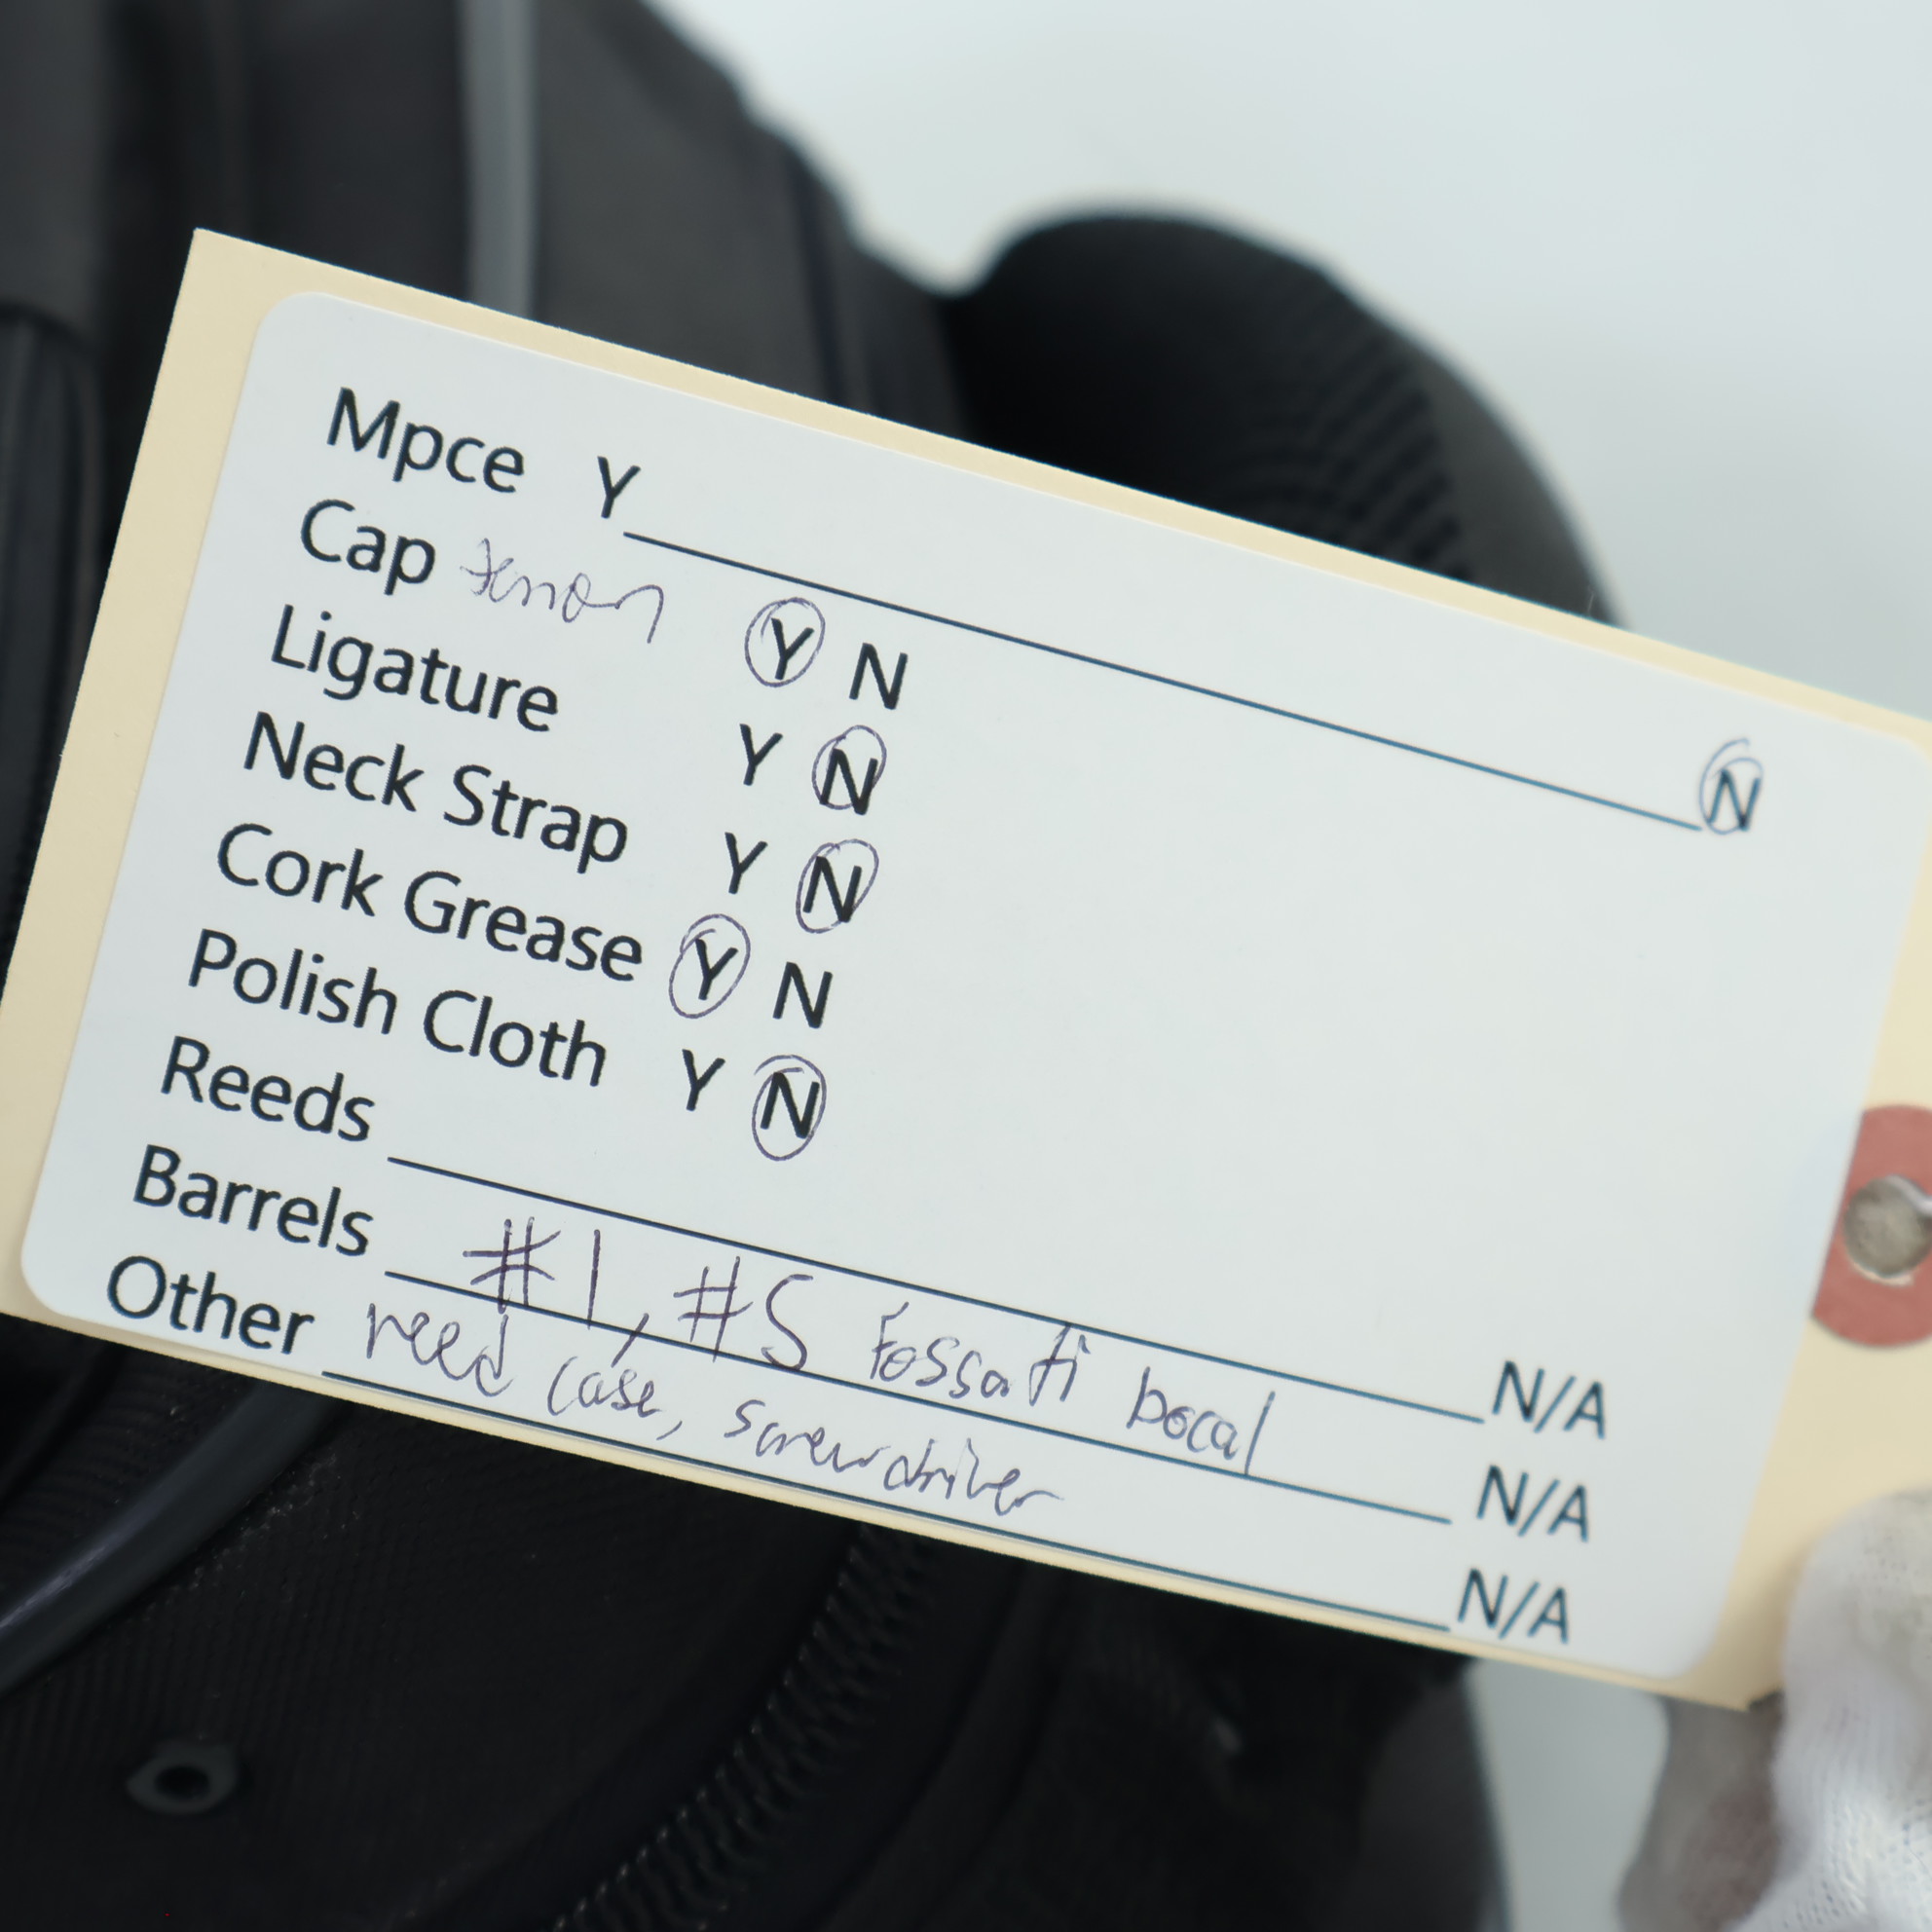 Mpce Y N
Cap tenon Y N
Ligature Y N
Neck Strap Y N
Cork Grease Y N
Polish Cloth Y N
Reeds N/A
Barrels #1, #5 Fossati bocal N/A
Other reed case, screwdriver N/A